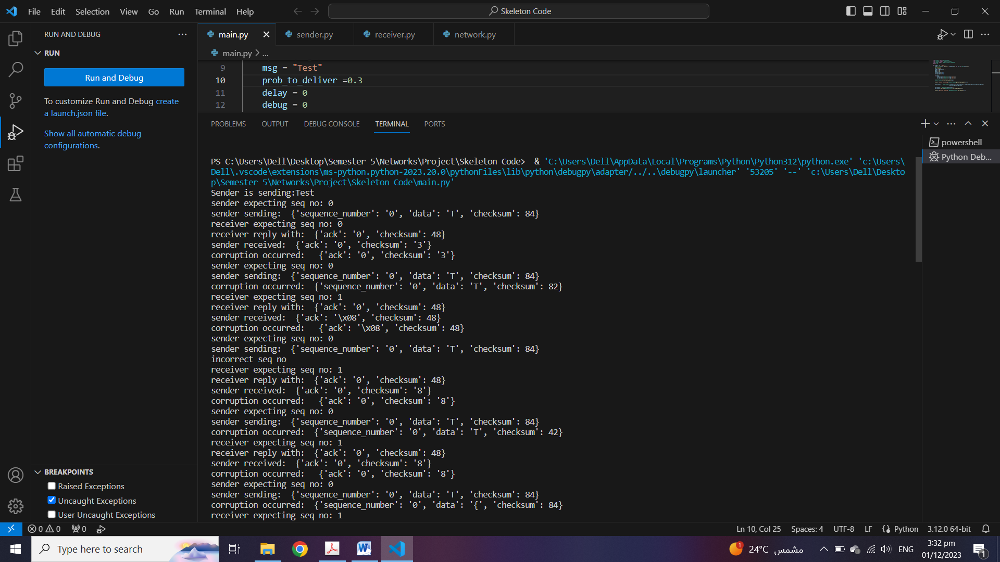 File Edit Selection View Go Run Terminal Help
Skeleton Code
RUN AND DEBUG
RUN
Run and Debug
To customize Run and Debug create
a launch.json file.
Show all automatic debug
configurations.
BREAKPOINTS
Raised Exceptions
Uncaught Exceptions
User Uncaught Exceptions
main.py sender.py receiver.py network.py
main.py > ...
9 msg = "Test"
10 prob_to_deliver =0.3
11 delay = 0
12 debug = 0
PROBLEMS OUTPUT DEBUG CONSOLE TERMINAL PORTS
powershell
Python Deb...
PS C:\Users\Dell\Desktop\Semester 5\Networks\Project\Skeleton Code>  & 'C:\Users\Dell\AppData\Local\Programs\Python\Python312\python.exe' 'c:\Users\
Dell\.vscode\extensions\ms-python.python-2023.20.0\pythonFiles\lib\python\debugpy\adapter/../..\debugpy\launcher' '53205' '--' 'c:\Users\Dell\Deskto
p\Semester 5\Networks\Project\Skeleton Code\main.py'
Sender is sending:Test
sender expecting seq no: 0
sender sending:  {'sequence_number': '0', 'data': 'T', 'checksum': 84}
receiver expecting seq no: 0
receiver reply with:  {'ack': '0', 'checksum': 48}
sender received:  {'ack': '0', 'checksum': '3'}
corruption occurred:   {'ack': '0', 'checksum': '3'}
sender expecting seq no: 0
sender sending:  {'sequence_number': '0', 'data': 'T', 'checksum': 84}
corruption occurred:  {'sequence_number': '0', 'data': 'T', 'checksum': 82}
receiver expecting seq no: 1
receiver reply with:  {'ack': '0', 'checksum': 48}
sender received:  {'ack': '\x08', 'checksum': 48}
corruption occurred:   {'ack': '\x08', 'checksum': 48}
sender expecting seq no: 0
sender sending:  {'sequence_number': '0', 'data': 'T', 'checksum': 84}
incorrect seq no
receiver expecting seq no: 1
receiver reply with:  {'ack': '0', 'checksum': 48}
sender received:  {'ack': '0', 'checksum': '8'}
corruption occurred:   {'ack': '0', 'checksum': '8'}
sender expecting seq no: 0
sender sending:  {'sequence_number': '0', 'data': 'T', 'checksum': 84}
corruption occurred:  {'sequence_number': '0', 'data': 'T', 'checksum': 42}
receiver expecting seq no: 1
receiver reply with:  {'ack': '0', 'checksum': 48}
sender received:  {'ack': '0', 'checksum': '8'}
corruption occurred:   {'ack': '0', 'checksum': '8'}
sender expecting seq no: 0
sender sending:  {'sequence_number': '0', 'data': 'T', 'checksum': 84}
corruption occurred:  {'sequence_number': '0', 'data': '{', 'checksum': 84}
receiver expecting seq no: 1
0 0 0
Ln 10, Col 25 Spaces: 4 UTF-8 LF Python 3.12.0 64-bit
Type here to search
1 24°C مشمس ENG
3:32 pm
01/12/2023
1